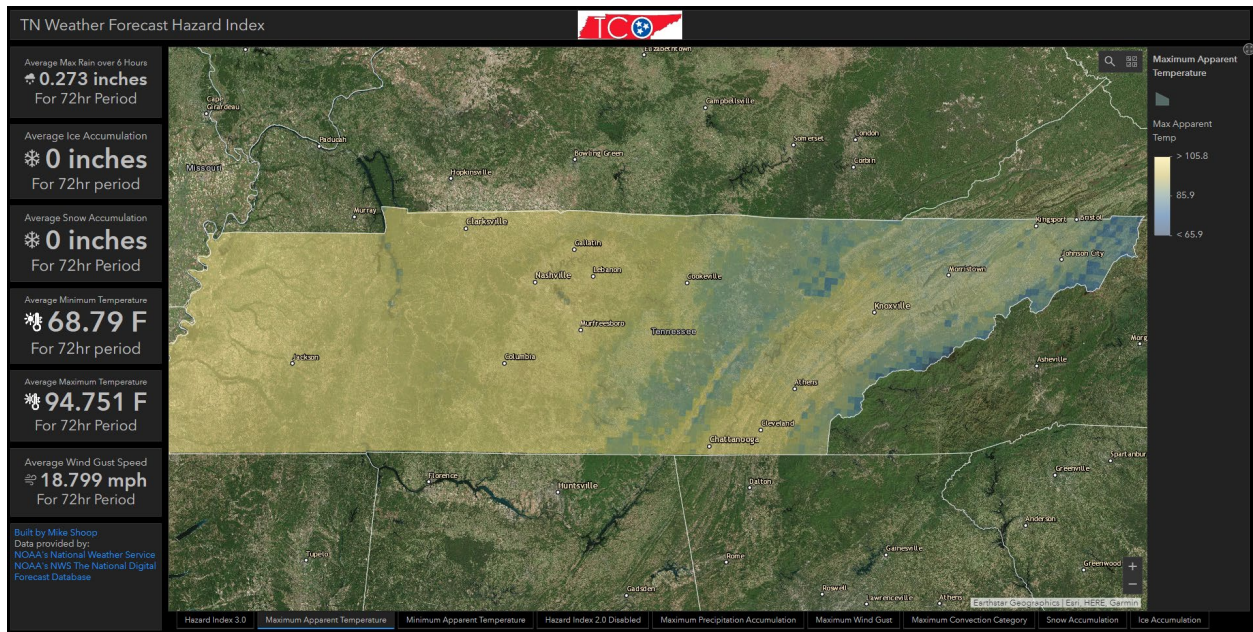 TN Weather Forecast Hazard Index
TC
Average Max Rain over 6 Hours
0.273 inches
For 72hr Period
Average Ice Accumulation
0 inches
For 72hr period
Average Snow Accumulation
0 inches
For 72hr Period
Average Minimum Temperature
68.79 F
For 72hr period
Average Maximum Temperature
94.751 F
For 72hr period
Average Wind Gust Speed
18.799 mph
For 72hr Period
Built by Mike Shoop
Data provided by:
NOAA's National Weather Service
NOAA's NWS The National Digital
Forecast Database
Elizabethtown
Cape
Girardeau
Campbellsville
Paducah
Somerset
London
Bowling Green
Corbin
Missouri
Hopkinsville
Murray
Clarksville
Kingsport
Bristol
Gallatin
Johnson City
Nashville
Lebanon
Cookeville
Morristown
Knoxville
Murfreesboro
Tennessee
Jackson
Columbia
Asheville
Morg
Athens
Cleveland
Chattanooga
Spartanbur
Florence
Huntsville
Dalton
Greenville
Anderson
Tupelo
Rome
Gainesville
Greenwood
Gadsden
Roswell
Lawrenceville
Athens
+
−
Earthstar Geographics | Esri, HERE, Garmin
Maximum Apparent
Temperature
Max Apparent
Temp
> 105.8
85.9
< 65.9
Hazard Index 3.0
Maximum Apparent Temperature
Minimum Apparent Temperature
Hazard Index 2.0 Disabled
Maximum Precipitation Accumulation
Maximum Wind Gust
Maximum Convection Category
Snow Accumulation
Ice Accumulation